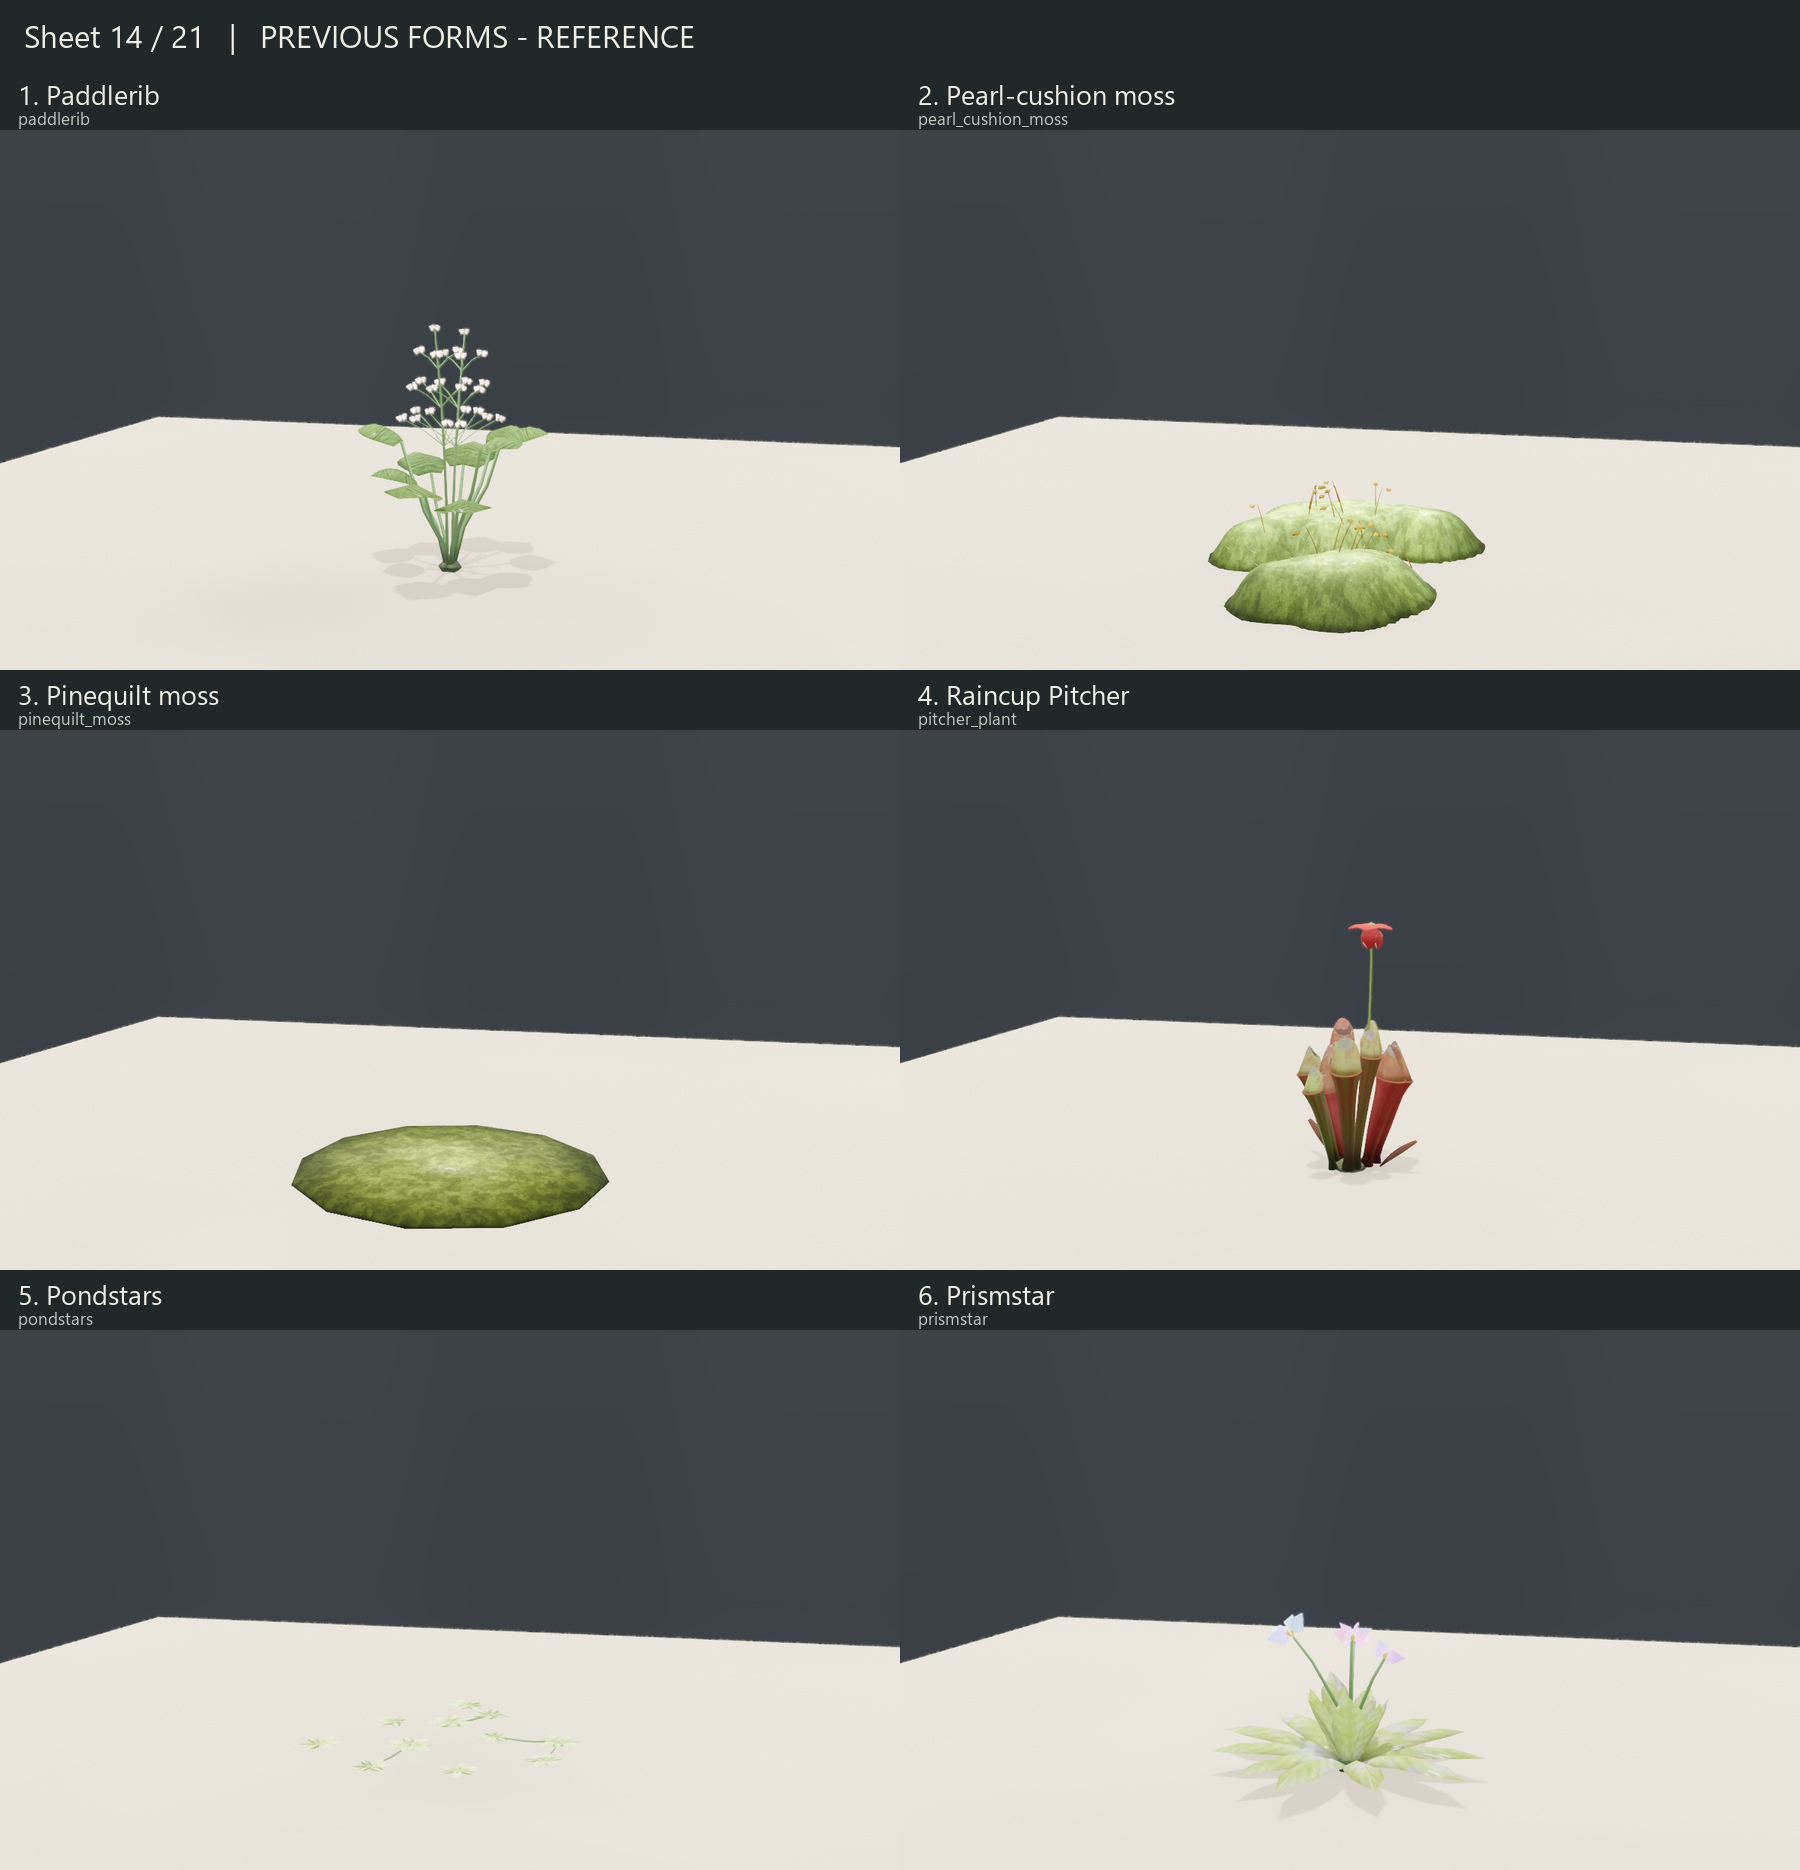 Sheet 14 / 21 | PREVIOUS FORMS - REFERENCE
1. Paddlerib
paddlerib
2. Pearl-cushion moss
pearl_cushion_moss
3. Pinequilt moss
pinequilt_moss
4. Raincup Pitcher
pitcher_plant
5. Pondstars
pondstars
6. Prismstar
prismstar